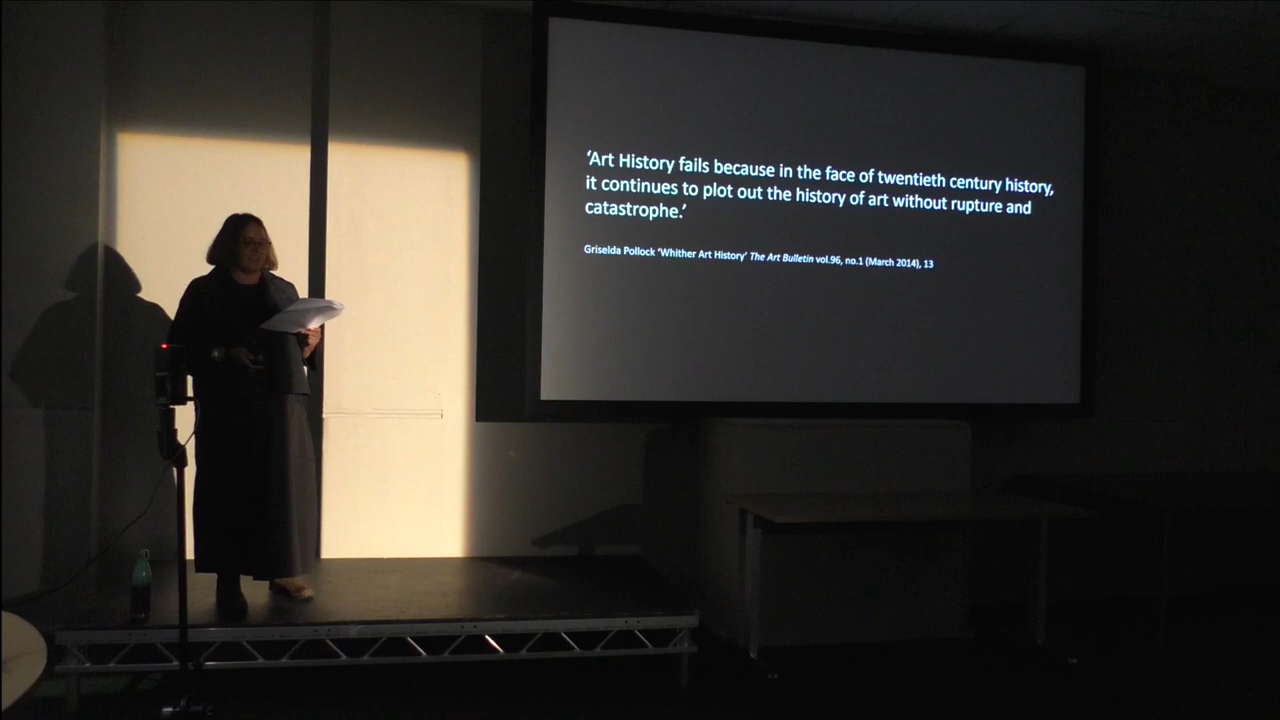 ‘Art History fails because in the face of twentieth century history,
it continues to plot out the history of art without rupture and
catastrophe.’
Griselda Pollock ‘Whither Art History’ The Art Bulletin vol.96, no.1 (March 2014), 13